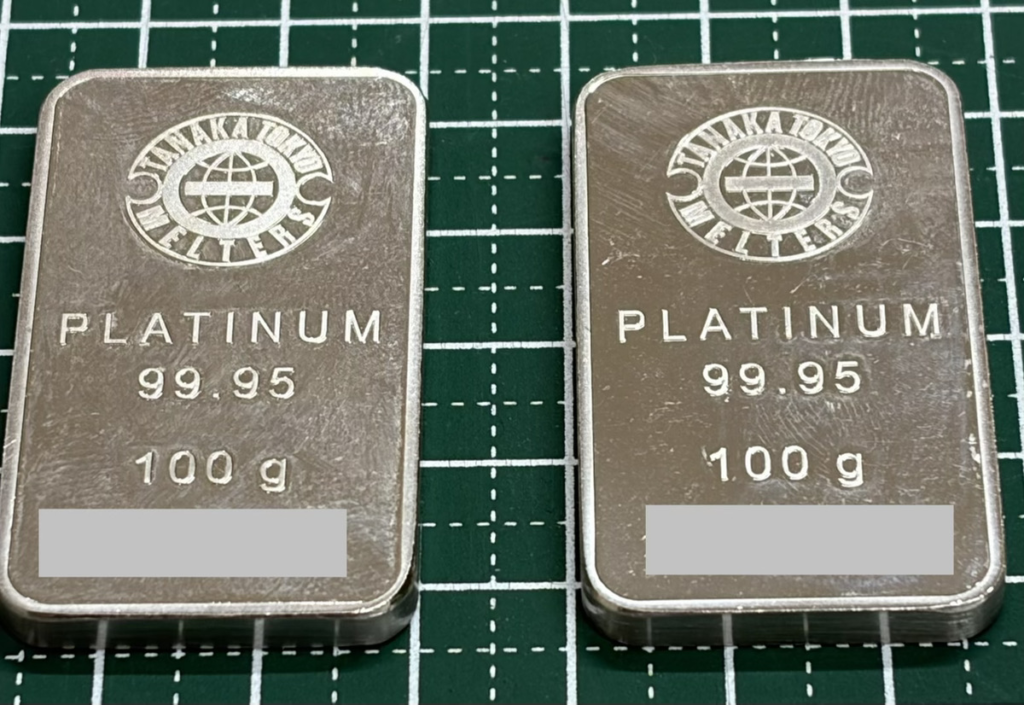 TANAKA TOKYO
MELTERS
PLATINUM
99.95
100 g
TANAKA TOKYO
MELTERS
PLATINUM
99.95
100 g